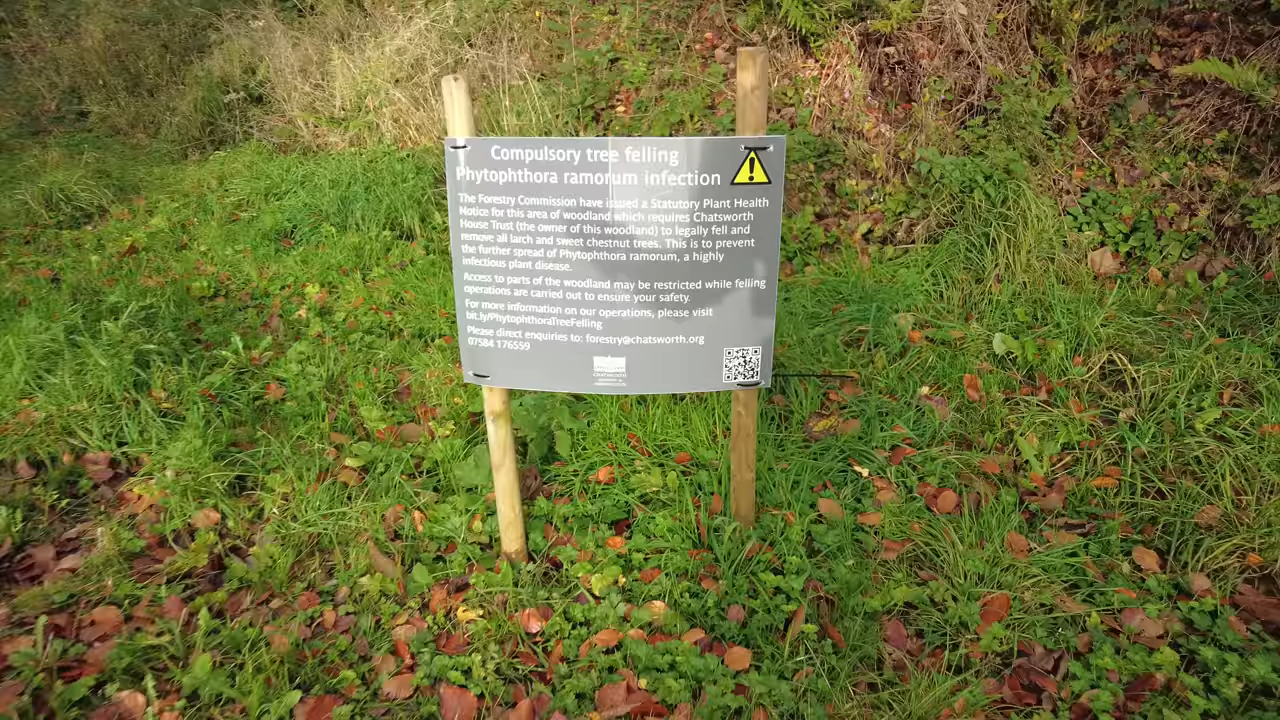 Compulsory tree felling
Phytophthora ramorum infection
The Forestry Commission have issued a Statutory Plant Health
Notice for this area of woodland which requires Chatsworth
House Trust (the owner of this woodland) to legally fell and
remove all larch and sweet chestnut trees. This is to prevent
the further spread of Phytophthora ramorum, a highly
infectious plant disease.
Access to parts of the woodland may be restricted while felling
operations are carried out to ensure your safety.
For more information on our operations, please visit
bit.ly/PhytophthoraTreeFelling
Please direct enquiries to: forestry@chatsworth.org
07584 176559
CHATSWORTH